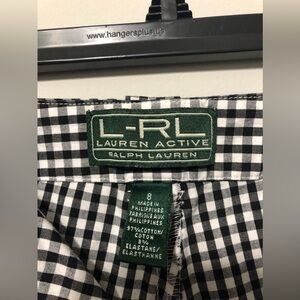 www.hangersplus.us
L-RL
LAUREN ACTIVE
RALPH LAUREN
8
MADE IN
PHILIPPINES
FABRIQUE AUX
PHILIPPINES
97% COTTON/
COTON
3%
ELASTANE/
ELASTHANNE